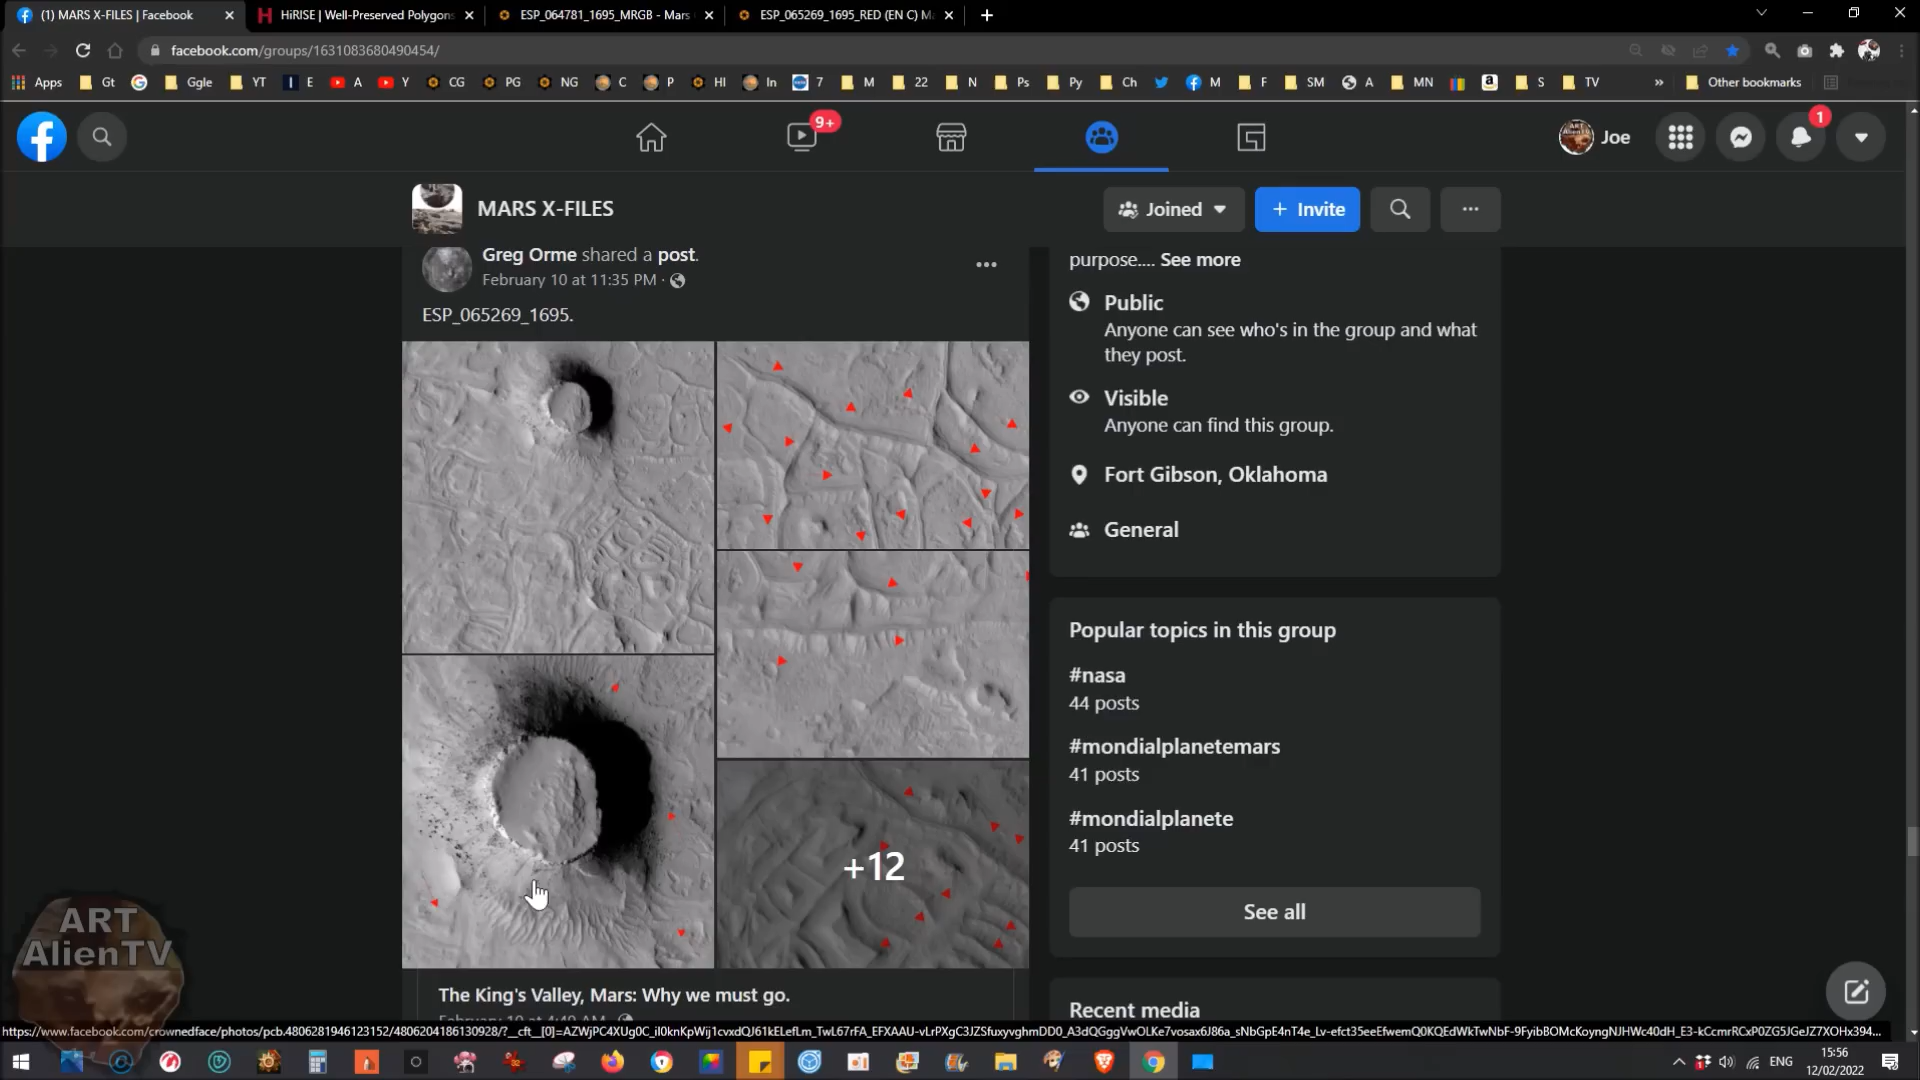 (1) MARS X-FILES | Facebook
HiRISE | Well-Preserved Polygons
ESP_064781_1695_MRGB - Mars
ESP_065269_1695_RED (EN C) M
facebook.com/groups/1631083680490454/
Apps Gt Ggle YT E A Y CG PG NG C P HI In 7 M 22 N Ps Py Ch M F SM A MN S TV » Other bookmarks
9+
1
Joe
MARS X-FILES
Joined
+ Invite
Greg Orme shared a post.
February 10 at 11:35 PM ·
ESP_065269_1695.
+12
The King's Valley, Mars: Why we must go.
purpose.... See more
Public
Anyone can see who's in the group and what
they post.
Visible
Anyone can find this group.
Fort Gibson, Oklahoma
General
Popular topics in this group
#nasa
44 posts
#mondialplanetemars
41 posts
#mondialplanete
41 posts
See all
Recent media
ART
AlienTV
ENG
15:56
12/02/2022